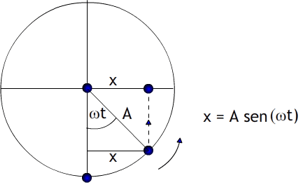 x
ωt
A
x = A sen(ωt)
x